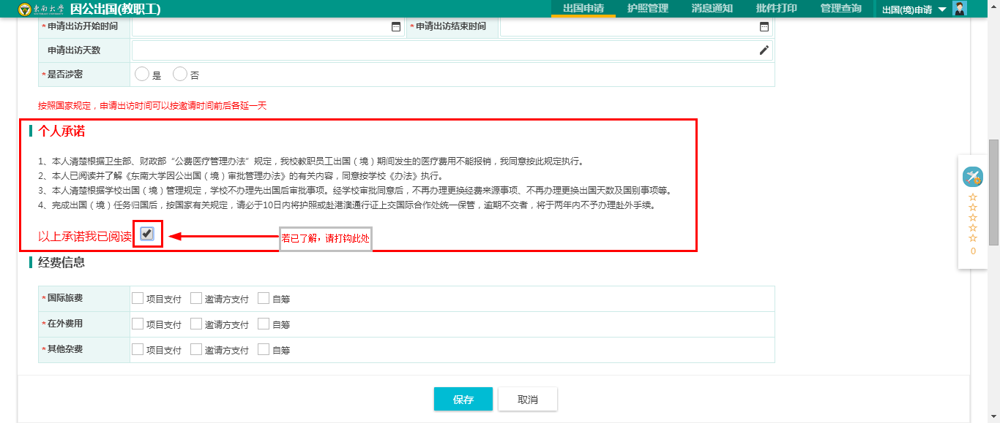 東南大學 因公出国(教职工) 出国申请 护照管理 消息通知 批件打印 管理查询 出国(境)申请
*申请出访开始时间 *申请出访结束时间
申请出访天数
*是否涉密 是 否
按照国家规定，申请出访时间可以按邀请时间前后各延一天
个人承诺
1、本人清楚根据卫生部、财政部“公费医疗管理办法”规定，我校教职员工出国（境）期间发生的医疗费用不能报销，我同意按此规定执行。
2、本人已阅读并了解《东南大学因公出国（境）审批管理办法》的有关内容，同意按学校《办法》执行。
3、本人清楚根据学校出国（境）管理规定，学校不办理先出国后审批事项。经学校审批同意后，不再办理更换经费来源事项、不再办理更换出国天数及国别事项等。
4、完成出国（境）任务归国后，按国家有关规定，请必于10日内将护照或赴港澳通行证上交国际合作处统一保管，逾期不交者，将于两年内不予办理赴外手续。
以上承诺我已阅读 若已了解，请打钩此处
0
经费信息
*国际旅费 项目支付 邀请方支付 自筹
*在外费用 项目支付 邀请方支付 自筹
*其他杂费 项目支付 邀请方支付 自筹
保存 取消